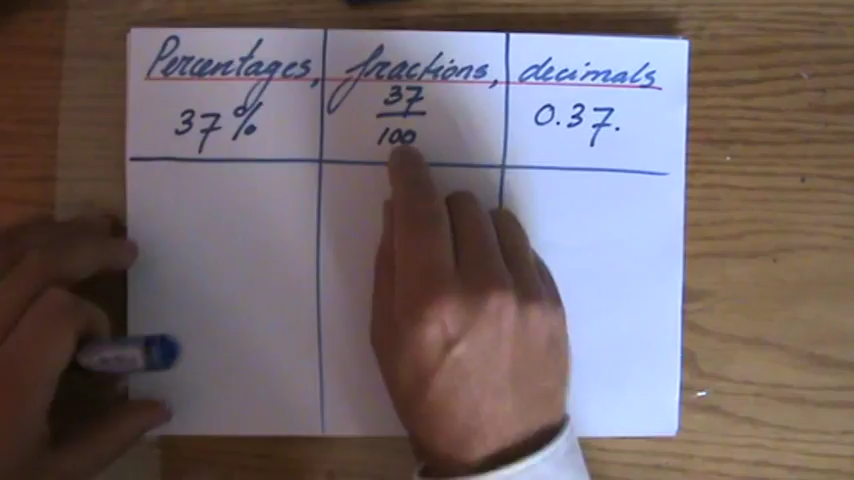 Percentages, fractions, decimals
37% 37/100 0.37.